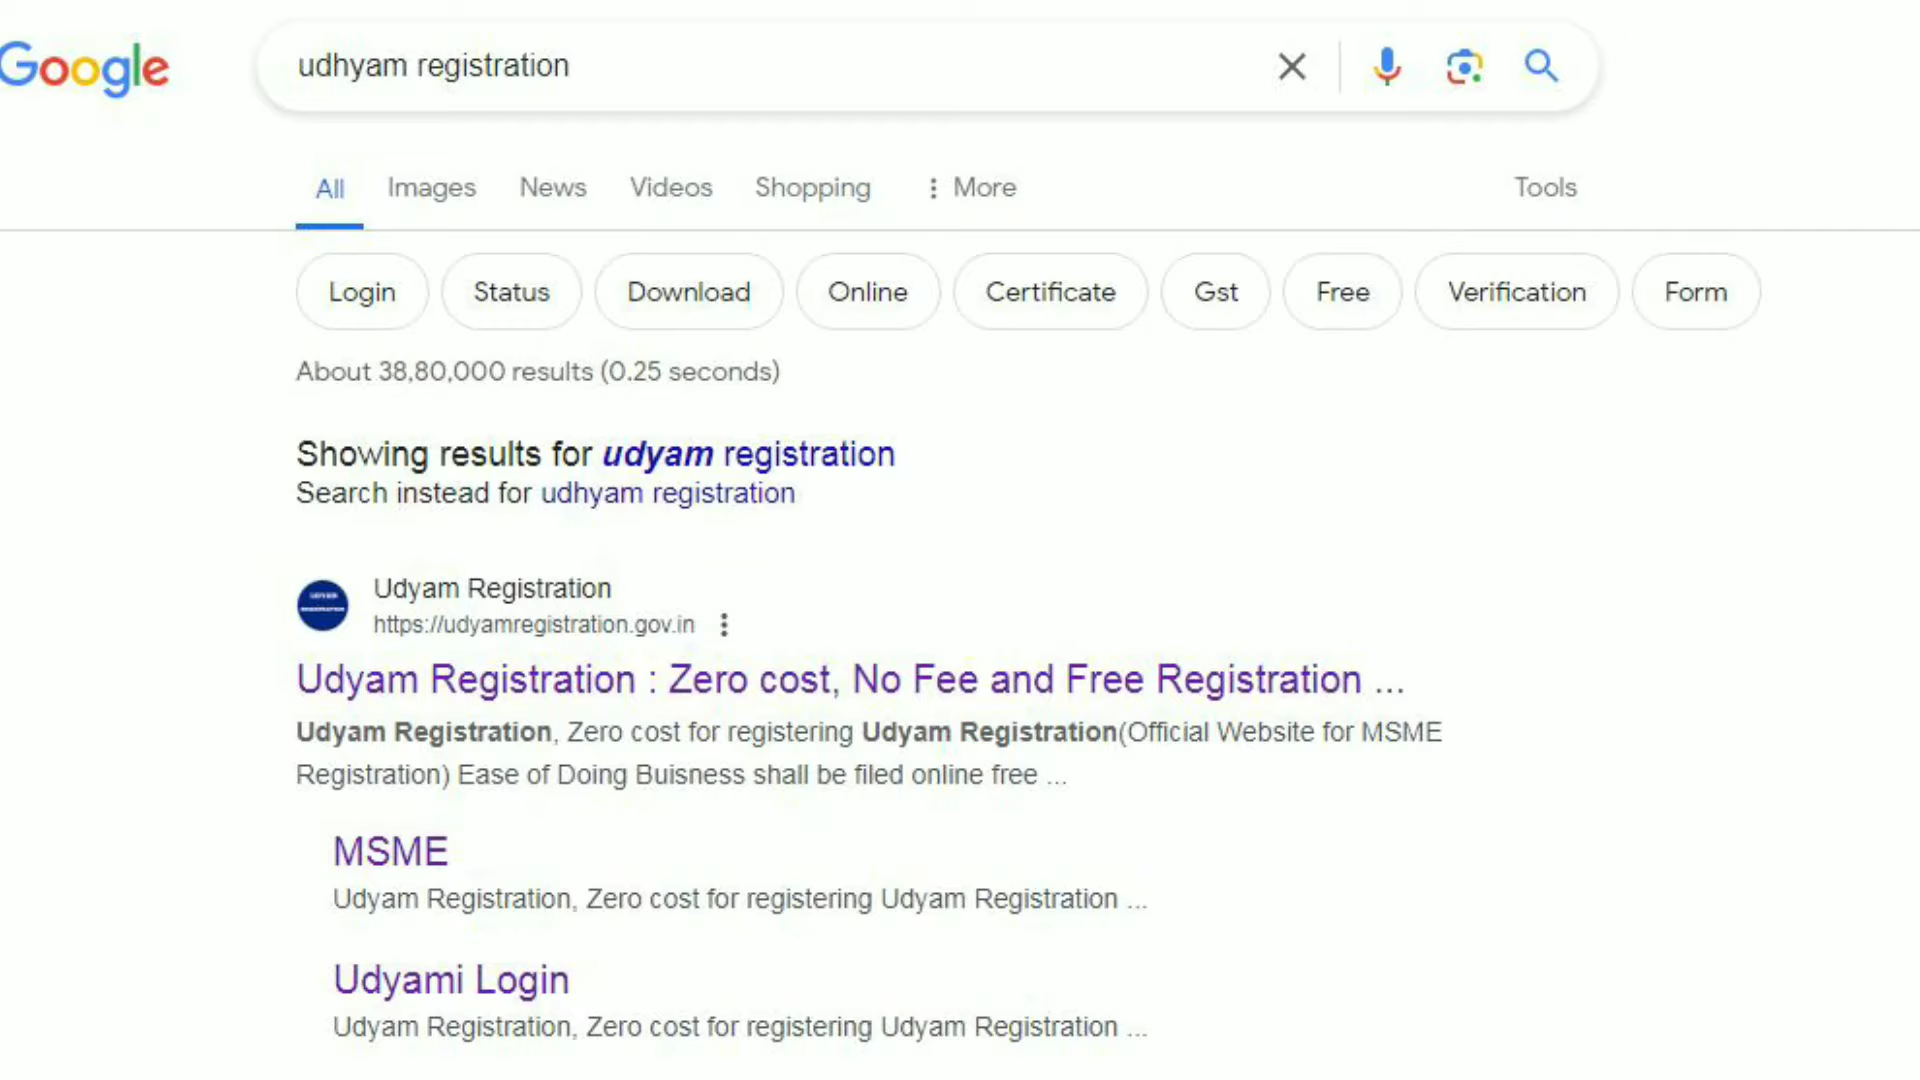 Google
udhyam registration
All Images News Videos Shopping More Tools
Login Status Download Online Certificate Gst Free Verification Form
About 38,80,000 results (0.25 seconds)
Showing results for udyam registration
Search instead for udhyam registration
Udyam Registration
https://udyamregistration.gov.in
Udyam Registration : Zero cost, No Fee and Free Registration ...
Udyam Registration, Zero cost for registering Udyam Registration(Official Website for MSME
Registration) Ease of Doing Buisness shall be filed online free ...
MSME
Udyam Registration, Zero cost for registering Udyam Registration ...
Udyami Login
Udyam Registration, Zero cost for registering Udyam Registration ...